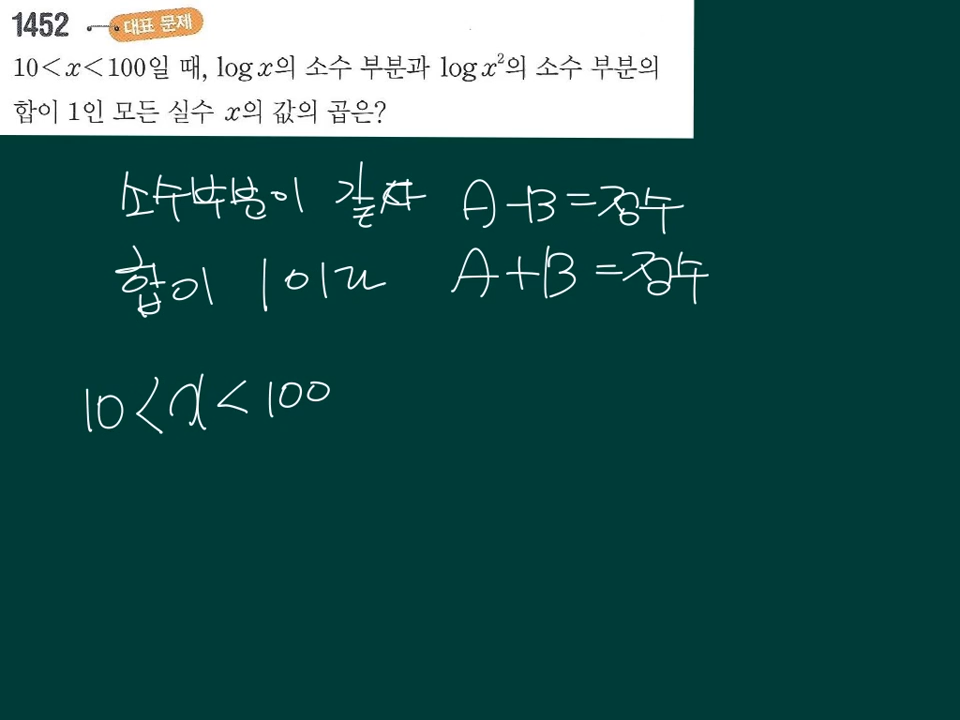 1452 대표 문제
10<x<100일 때, log x의 소수 부분과 log x²의 소수 부분의
합이 1인 모든 실수 x의 값의 곱은?
소수부분이 같다 A-B=정수
합이 1이다 A+B=정수
10<x<100